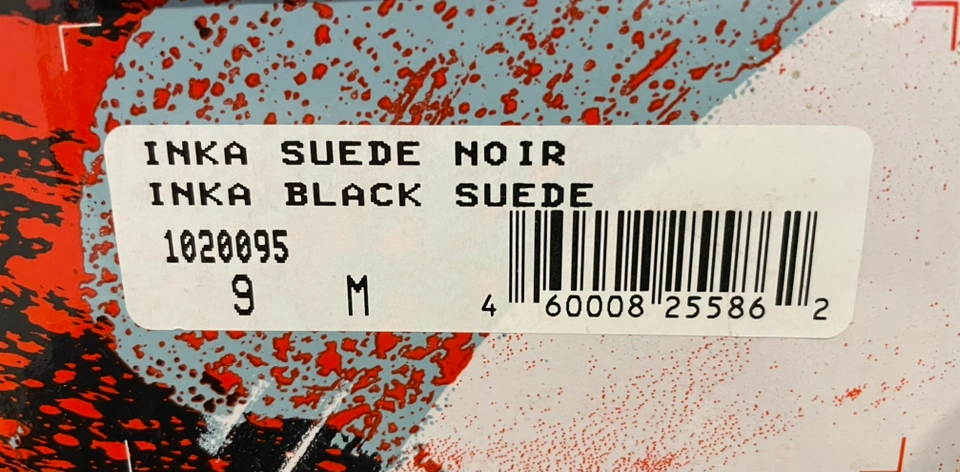 INKA SUEDE NOIR
INKA BLACK SUEDE
1020095
9 M
4 60008 25586 2